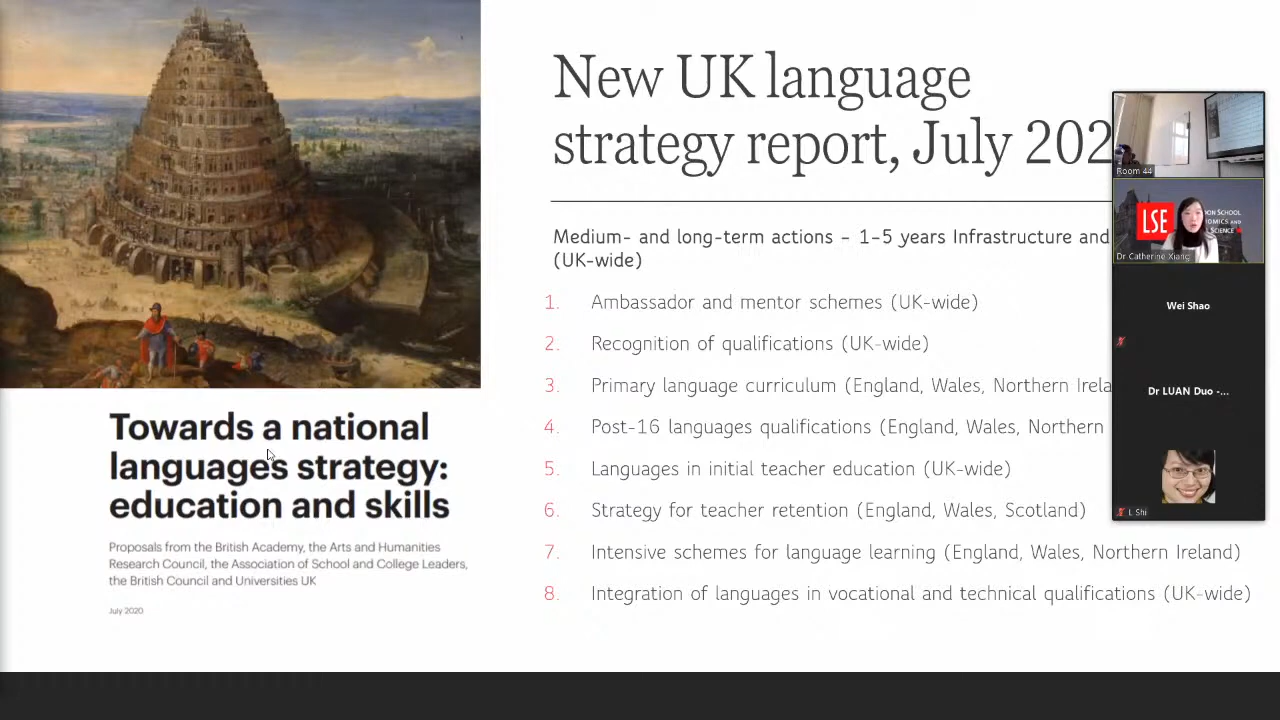 New UK language
strategy report, July 202
Medium- and long-term actions – 1-5 years Infrastructure and
(UK-wide)
1. Ambassador and mentor schemes (UK-wide)
2. Recognition of qualifications (UK-wide)
3. Primary language curriculum (England, Wales, Northern Irela
4. Post-16 languages qualifications (England, Wales, Northern
5. Languages in initial teacher education (UK-wide)
6. Strategy for teacher retention (England, Wales, Scotland)
7. Intensive schemes for language learning (England, Wales, Northern Ireland)
8. Integration of languages in vocational and technical qualifications (UK-wide)
Towards a national
languages strategy:
education and skills
Proposals from the British Academy, the Arts and Humanities
Research Council, the Association of School and College Leaders,
the British Council and Universities UK
July 2020
Room 44
LSE
DON SCHOOL
OMICS AND
L SCIENCE
Dr Catherine Xiang
Wei Shao
Dr LUAN Duo -...
L Shi